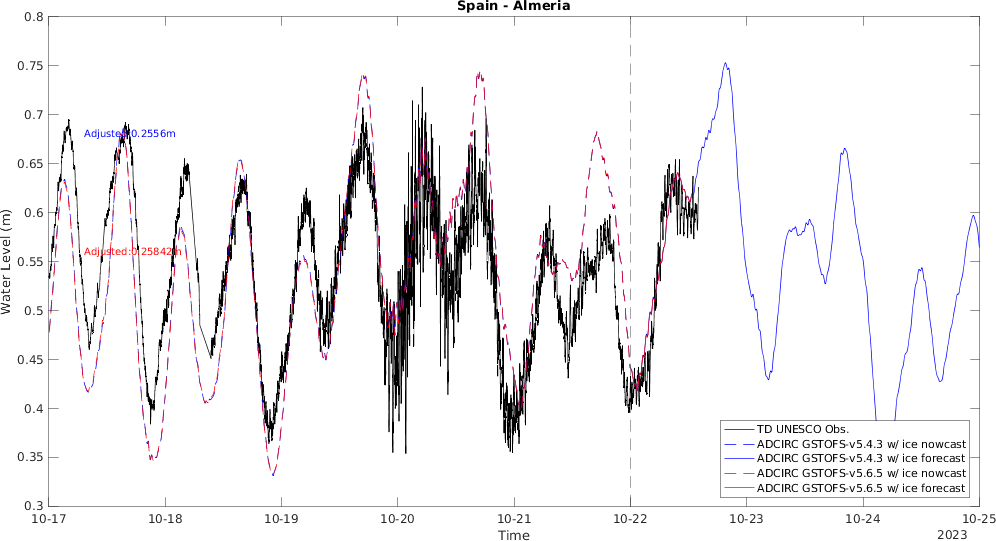 Spain - Almeria
0.8
0.75
0.7
0.65
0.6
0.55
0.5
0.45
0.4
0.35
0.3
Water Level (m)
Adjusted:0.2556m
Adjusted:0.25842m
TD UNESCO Obs.
ADCIRC GSTOFS-v5.4.3 w/ ice nowcast
ADCIRC GSTOFS-v5.4.3 w/ ice forecast
ADCIRC GSTOFS-v5.6.5 w/ ice nowcast
ADCIRC GSTOFS-v5.6.5 w/ ice forecast
10-17 10-18 10-19 10-20 10-21 10-22 10-23 10-24 10-25
Time
2023